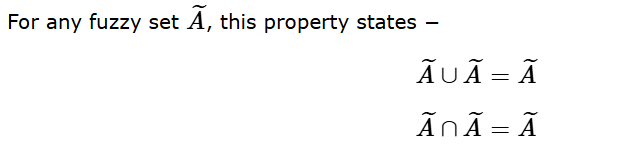 For any fuzzy set Ã, this property states −
Ã ∪ Ã = Ã
Ã ∩ Ã = Ã